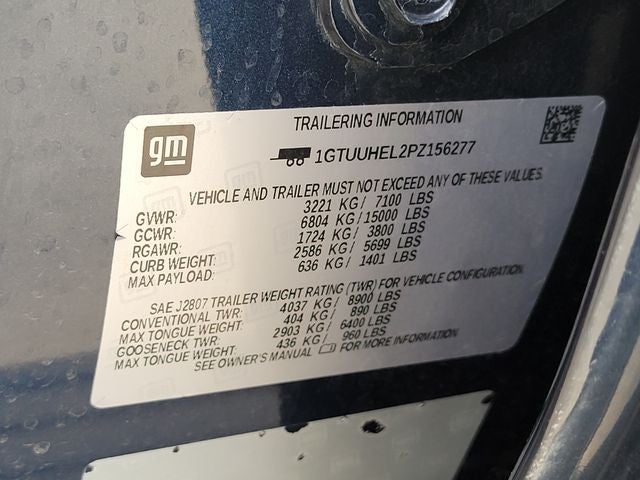 gm
TRAILERING INFORMATION
1GTUUHEL2PZ156277
VEHICLE AND TRAILER MUST NOT EXCEED ANY OF THESE VALUES.
GVWR: 3221 KG / 7100 LBS
GCWR: 6804 KG / 15000 LBS
RGAWR: 1724 KG / 3800 LBS
CURB WEIGHT: 2586 KG / 5699 LBS
MAX PAYLOAD: 636 KG / 1401 LBS
SAE J2807 TRAILER WEIGHT RATING (TWR) FOR VEHICLE CONFIGURATION
CONVENTIONAL TWR: 4037 KG / 8900 LBS
MAX TONGUE WEIGHT: 404 KG / 890 LBS
GOOSENECK TWR: 2903 KG / 6400 LBS
MAX TONGUE WEIGHT: 436 KG / 960 LBS
SEE OWNER'S MANUAL FOR MORE INFORMATION